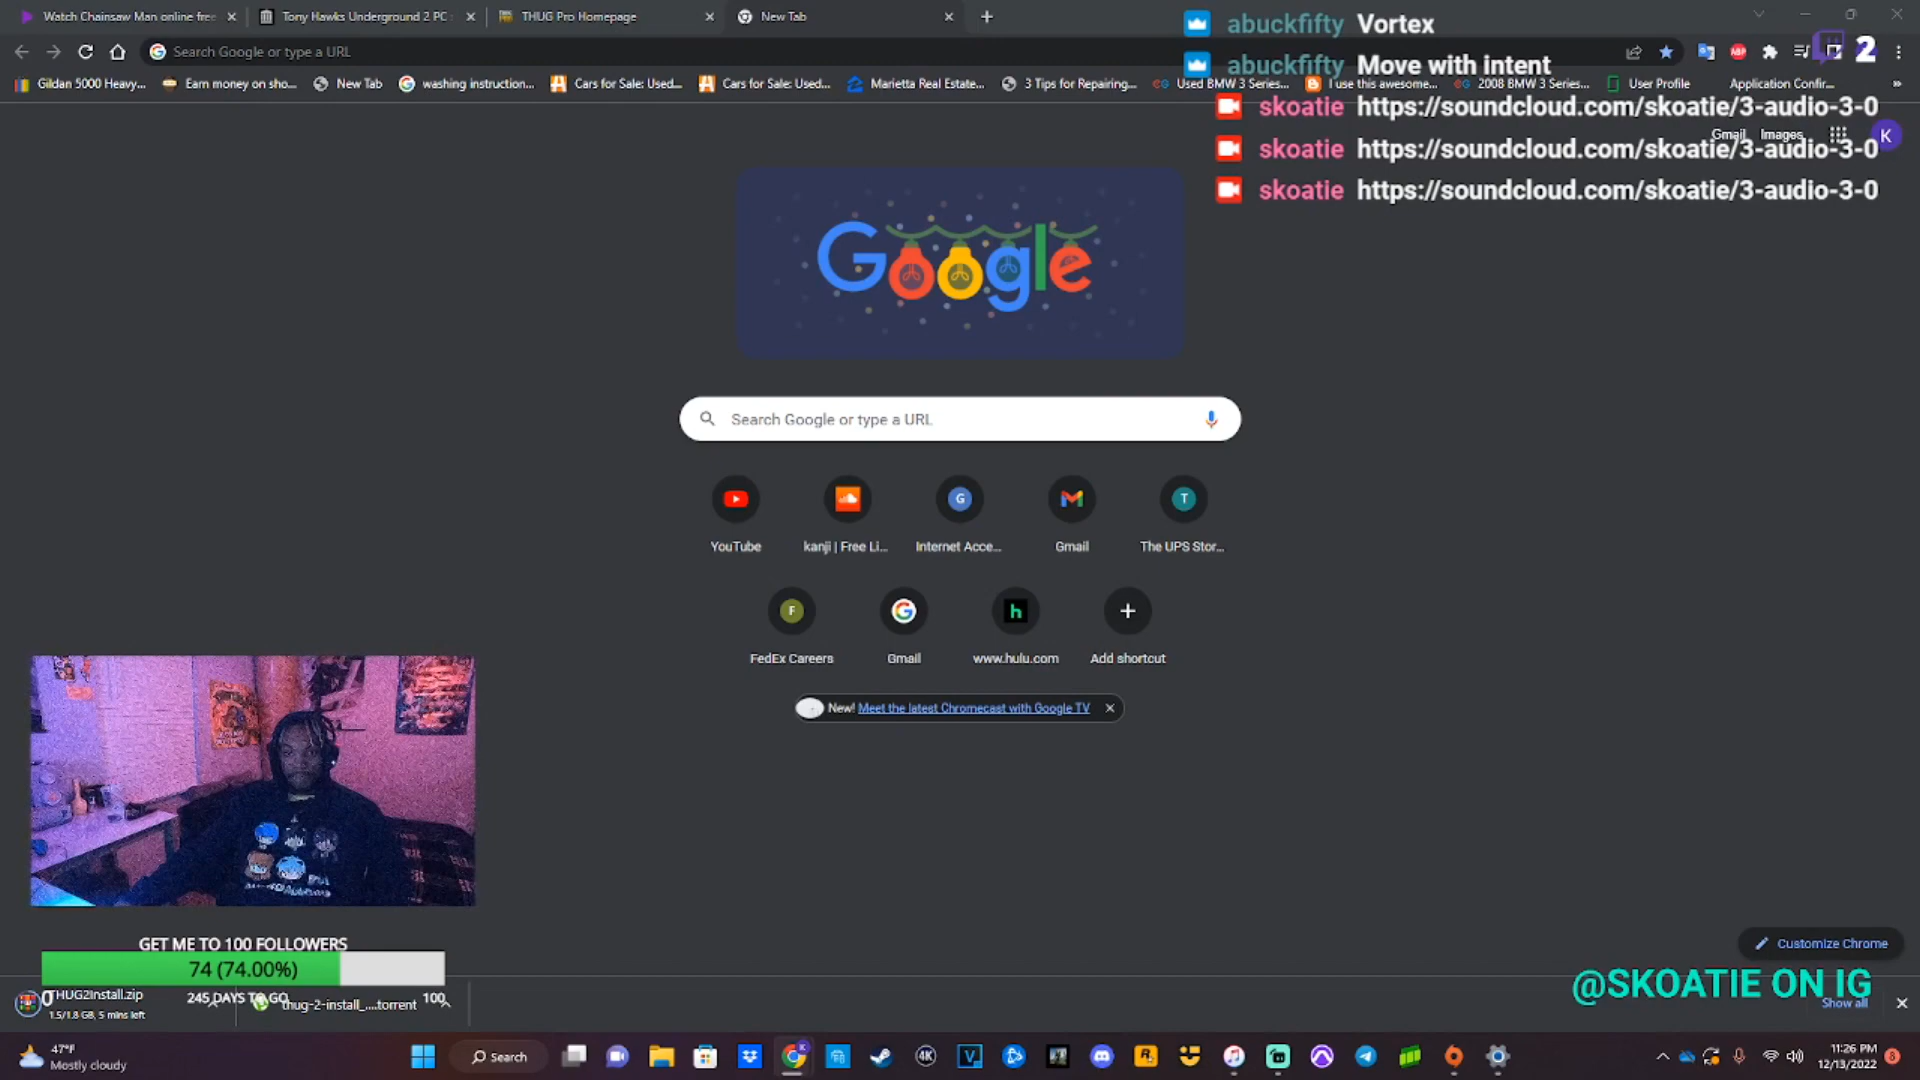 Watch Chainsaw Man online free
Tony Hawks Underground 2 PC
THUG Pro Homepage
New Tab
Search Google or type a URL
2
Gildan 5000 Heavy...
Earn money on sho...
New Tab
washing instruction...
Cars for Sale: Used...
Cars for Sale: Used...
Marietta Real Estate...
3 Tips for Repairing...
Used BMW 3 Series...
I use this awesome...
2008 BMW 3 Series...
User Profile
Application Confir...
»
abuckfifty Vortex
abuckfifty Move with intent
skoatie https://soundcloud.com/skoatie/3-audio-3-0
skoatie https://soundcloud.com/skoatie/3-audio-3-0
skoatie https://soundcloud.com/skoatie/3-audio-3-0
Gmail Images
K
Google
Search Google or type a URL
G
T
YouTube
kanji | Free Li...
Internet Acce...
Gmail
The UPS Stor...
F
h
FedEx Careers
Gmail
www.hulu.com
Add shortcut
New! Meet the latest Chromecast with Google TV
Customize Chrome
GET ME TO 100 FOLLOWERS
74 (74.00%)
0
245 DAYS TO GO
100
THUG2Install.zip
1.5/1.8 GB, 5 mins left
thug-2-install_....torrent
@SKOATIE ON IG
Show all
47°F
Mostly cloudy
Search
4K
11:26 PM
12/13/2022
8